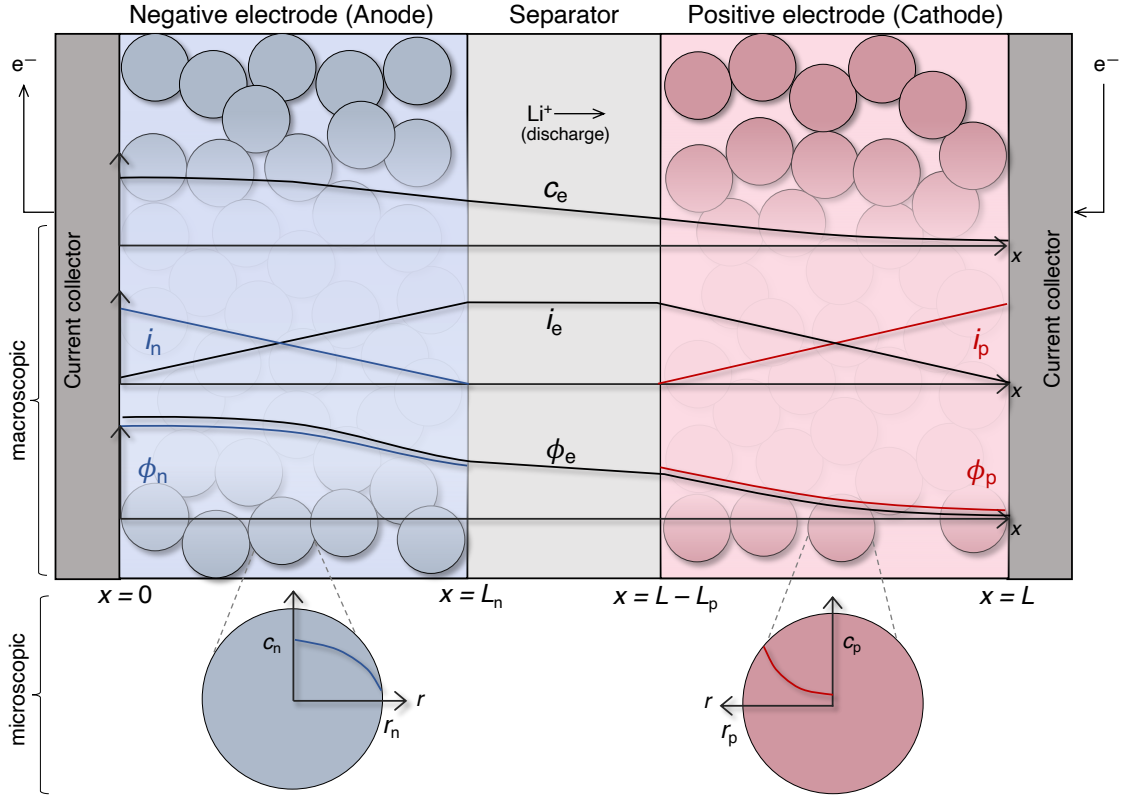 Negative electrode (Anode)
Separator
Positive electrode (Cathode)
e⁻
e⁻
Li⁺
(discharge)
cₑ
x
Current collector
Current collector
macroscopic
iₙ
iₑ
iₚ
x
ϕₙ
ϕₑ
ϕₚ
x
x = 0
x = Lₙ
x = L – Lₚ
x = L
microscopic
cₙ
r
rₙ
cₚ
r
rₚ